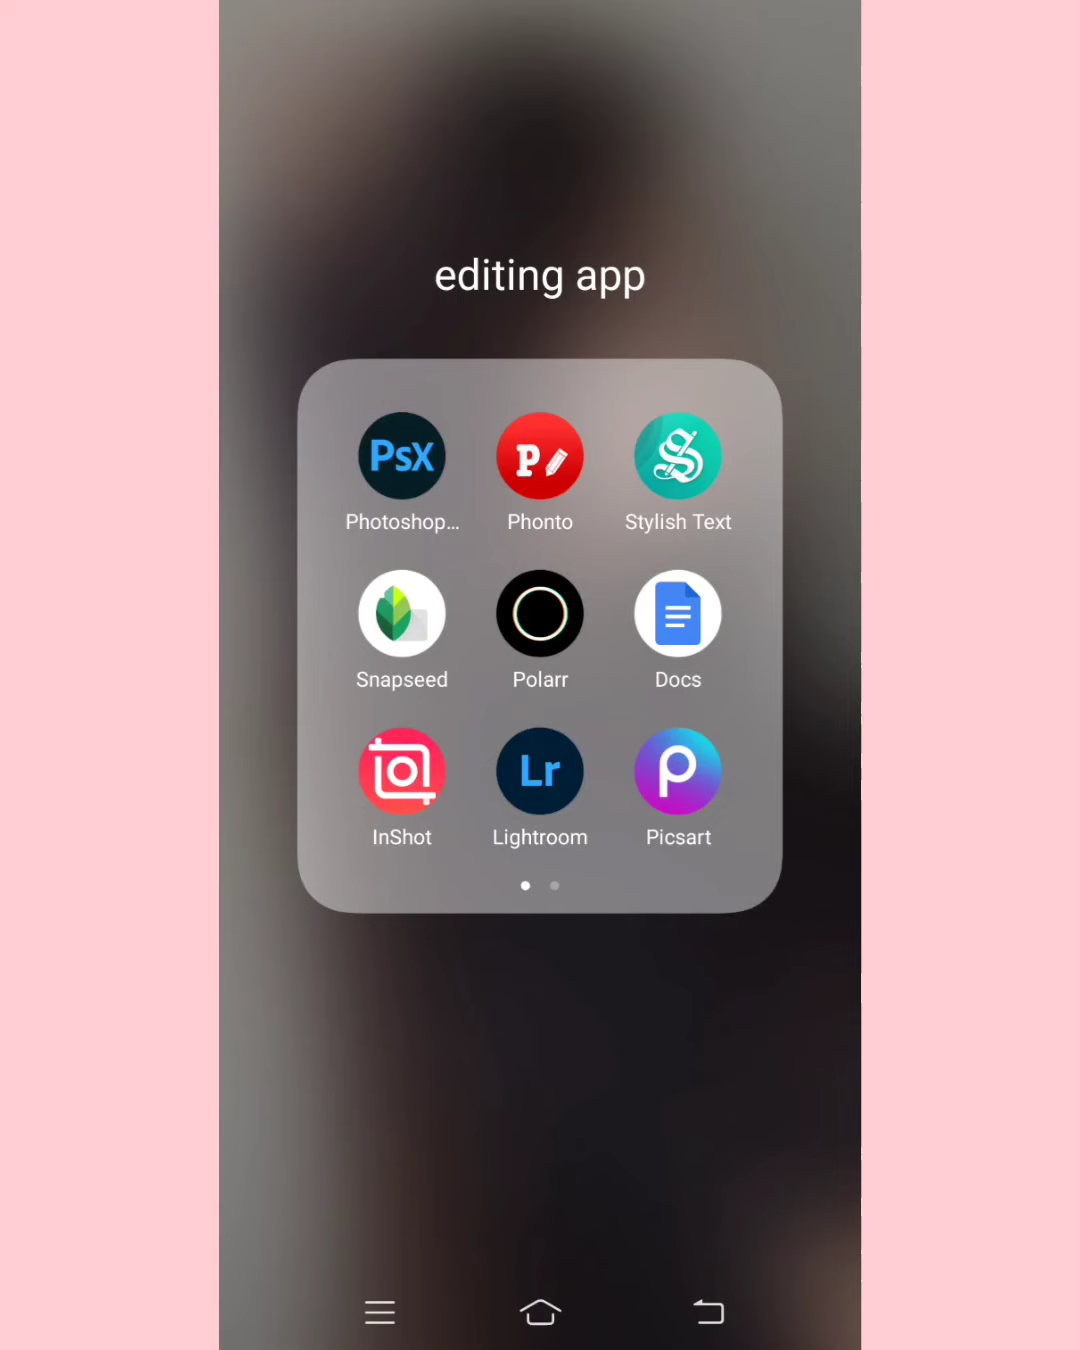 editing app
PsX
P
S
Photoshop...
Phonto
Stylish Text
Snapseed
Polarr
Docs
Lr
P
InShot
Lightroom
Picsart